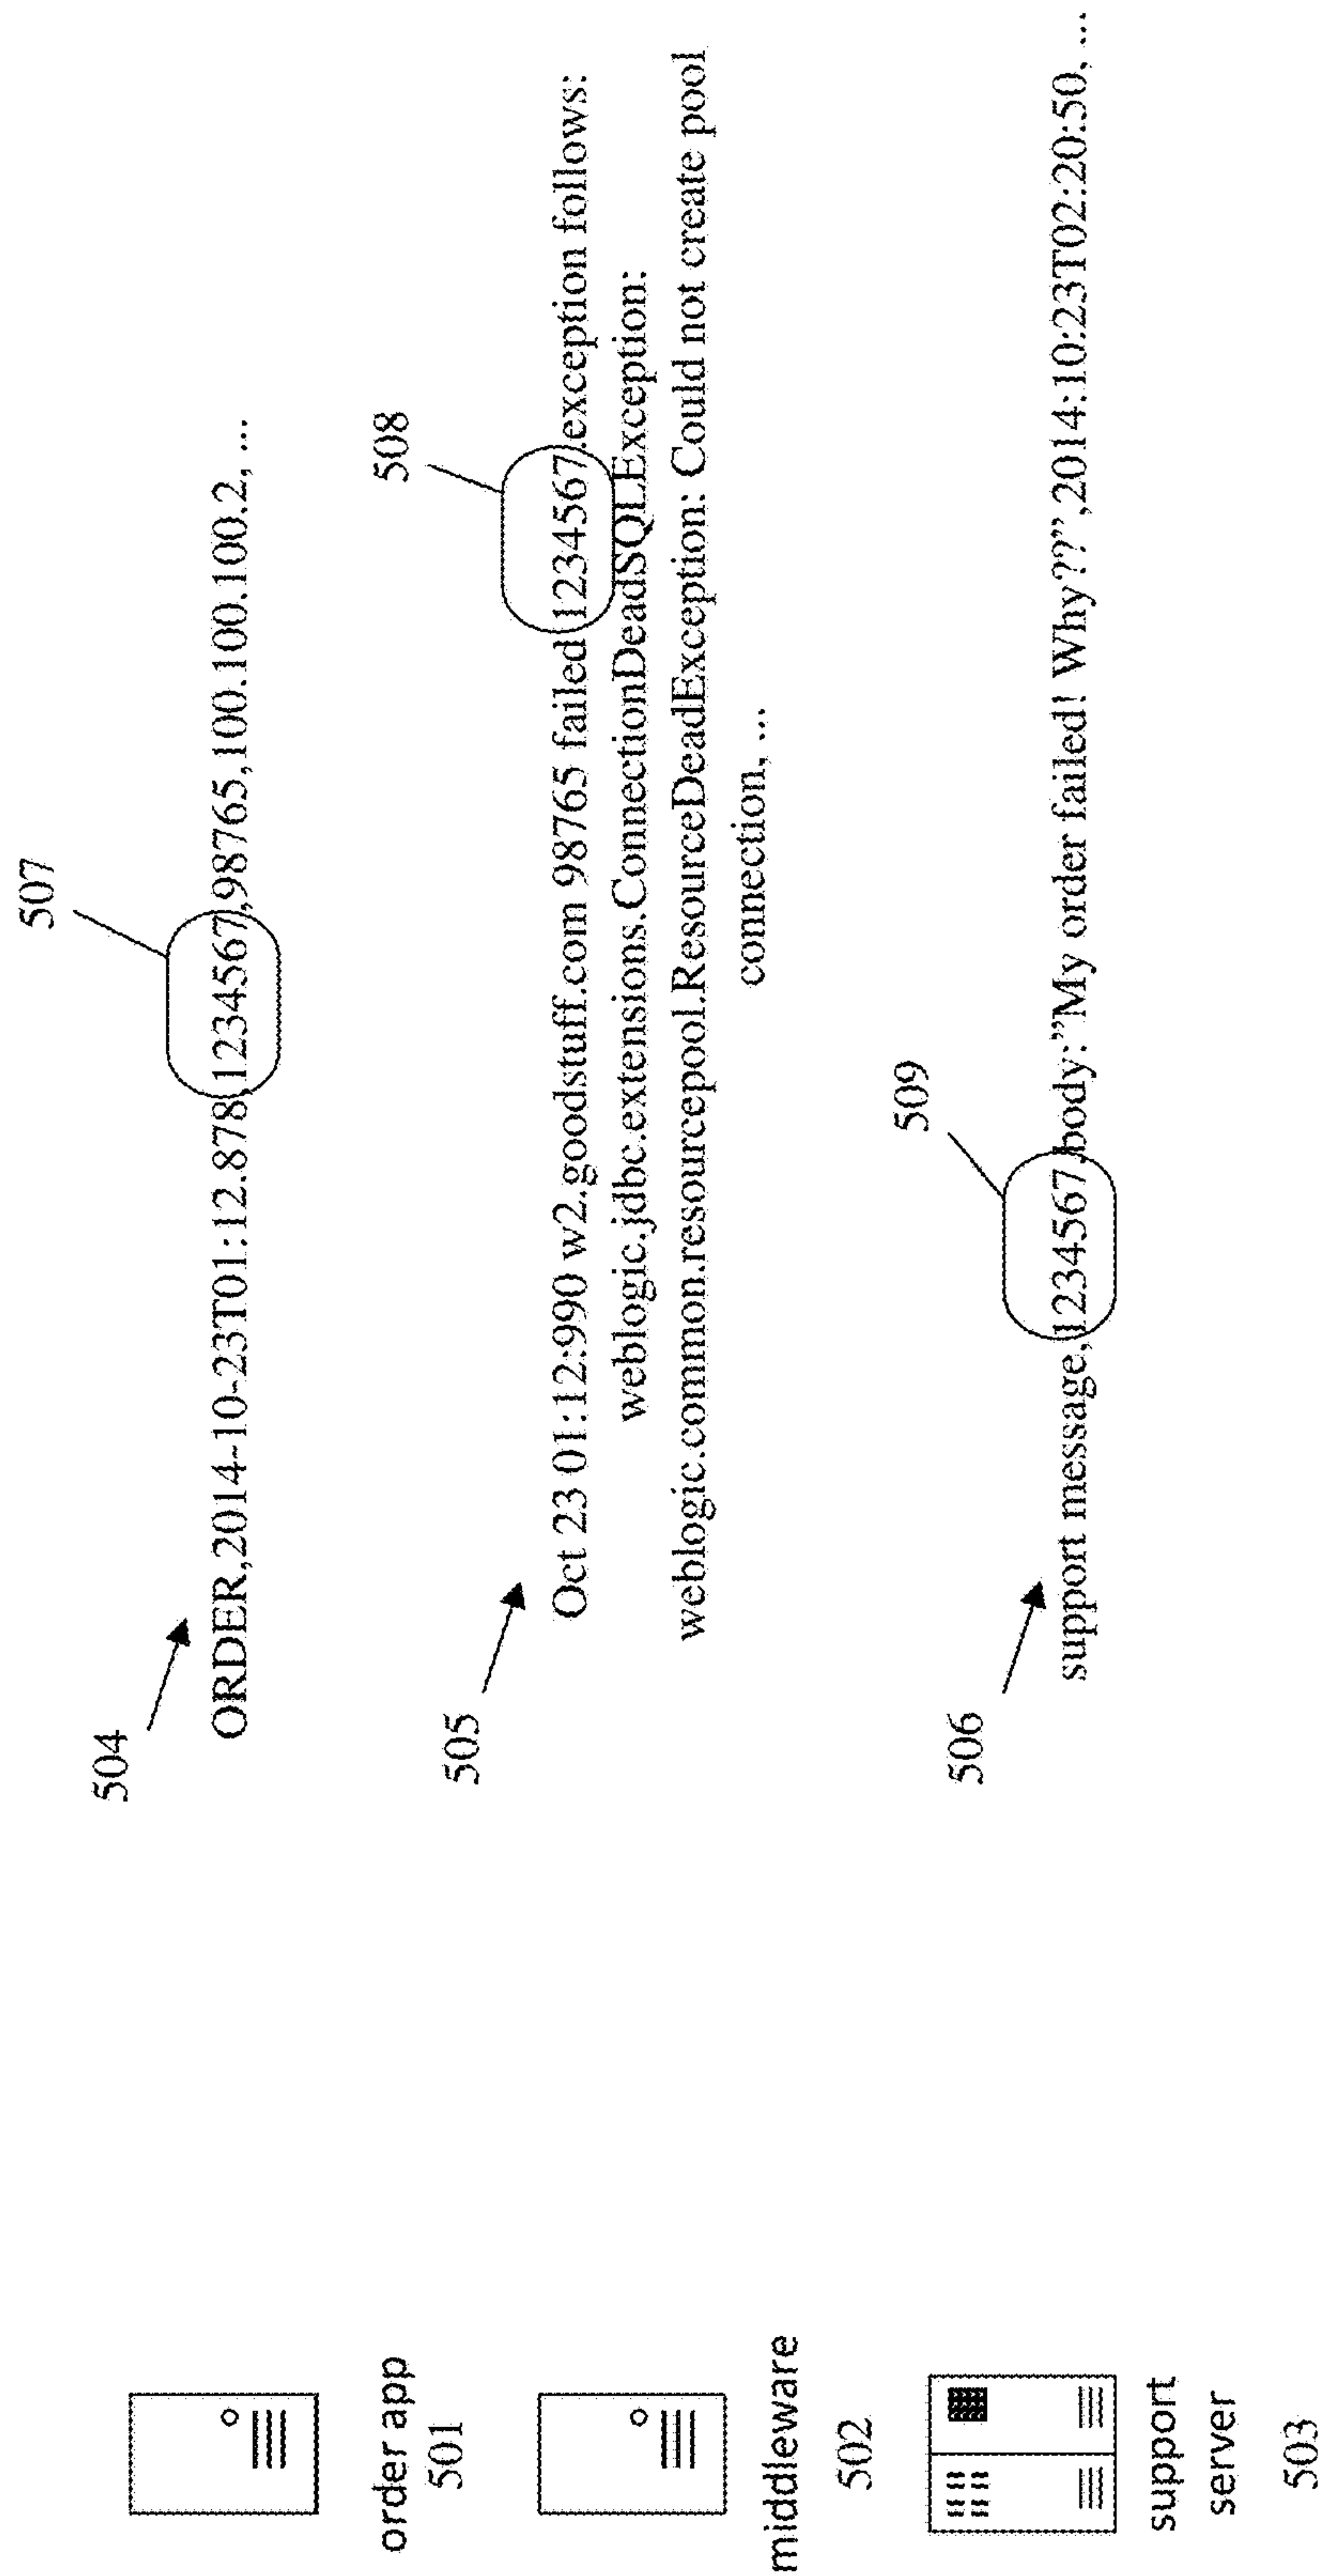 507
504
ORDER,2014-10-23T01:12.878,1234567,98765,100.100.100.2, ...
order app
501
508
505
Oct 23 01:12:990 w2.goodstuff.com 98765 failed 1234567.exception follows:
weblogic.jdbc.extensions.ConnectionDeadSQLException:
weblogic.common.resourcepool.ResourceDeadException: Could not create pool
connection, ...
middleware
502
509
506
support message,1234567,body:”My order failed! Why??”,2014:10:23T02:20:50, ...
support
server
503